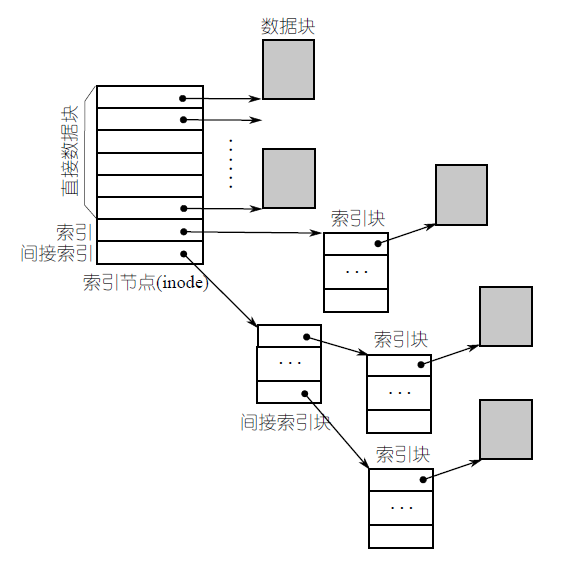 数据块
直接数据块
索引
间接索引
索引节点(inode)
······
索引块
···
索引块
···
间接索引块
···
索引块
···